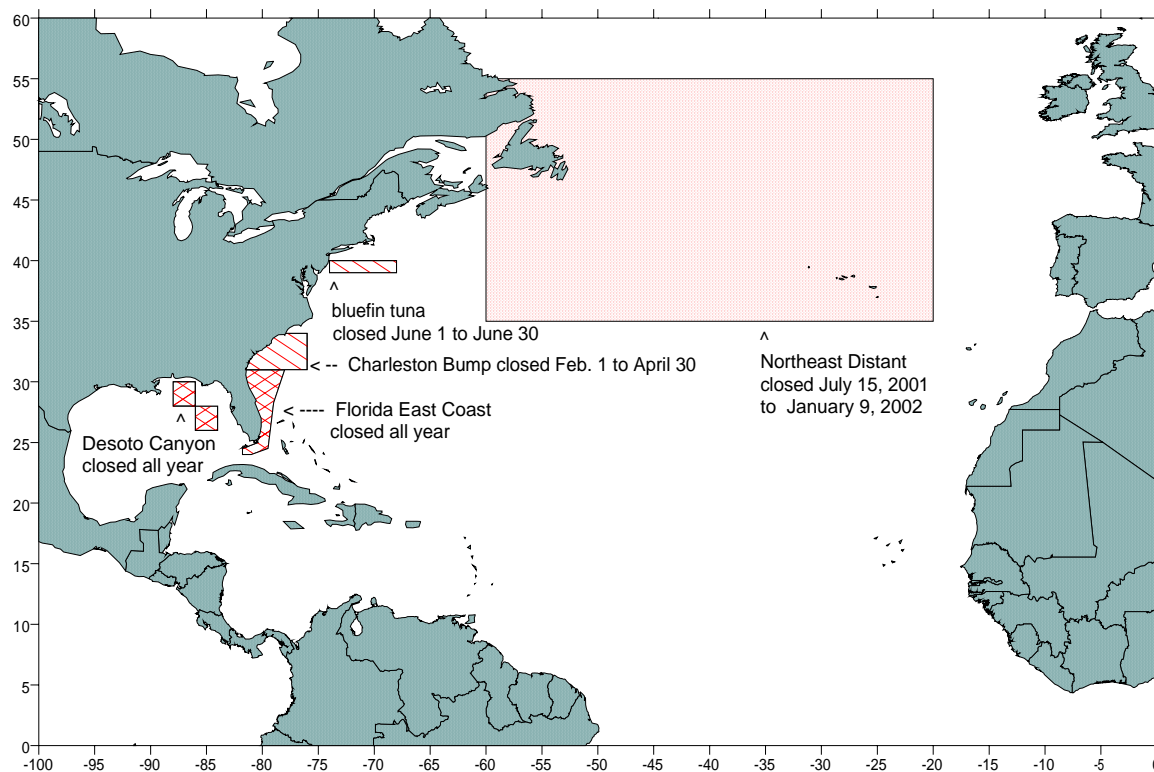 60
55
50
45
40
35
30
25
20
15
10
5
0
-100 -95 -90 -85 -80 -75 -70 -65 -60 -55 -50 -45 -40 -35 -30 -25 -20 -15 -10 -5 0
^
bluefin tuna
closed June 1 to June 30
<-- Charleston Bump closed Feb. 1 to April 30
^
Northeast Distant
closed July 15, 2001
to January 9, 2002
<---- Florida East Coast
closed all year
^
Desoto Canyon
closed all year